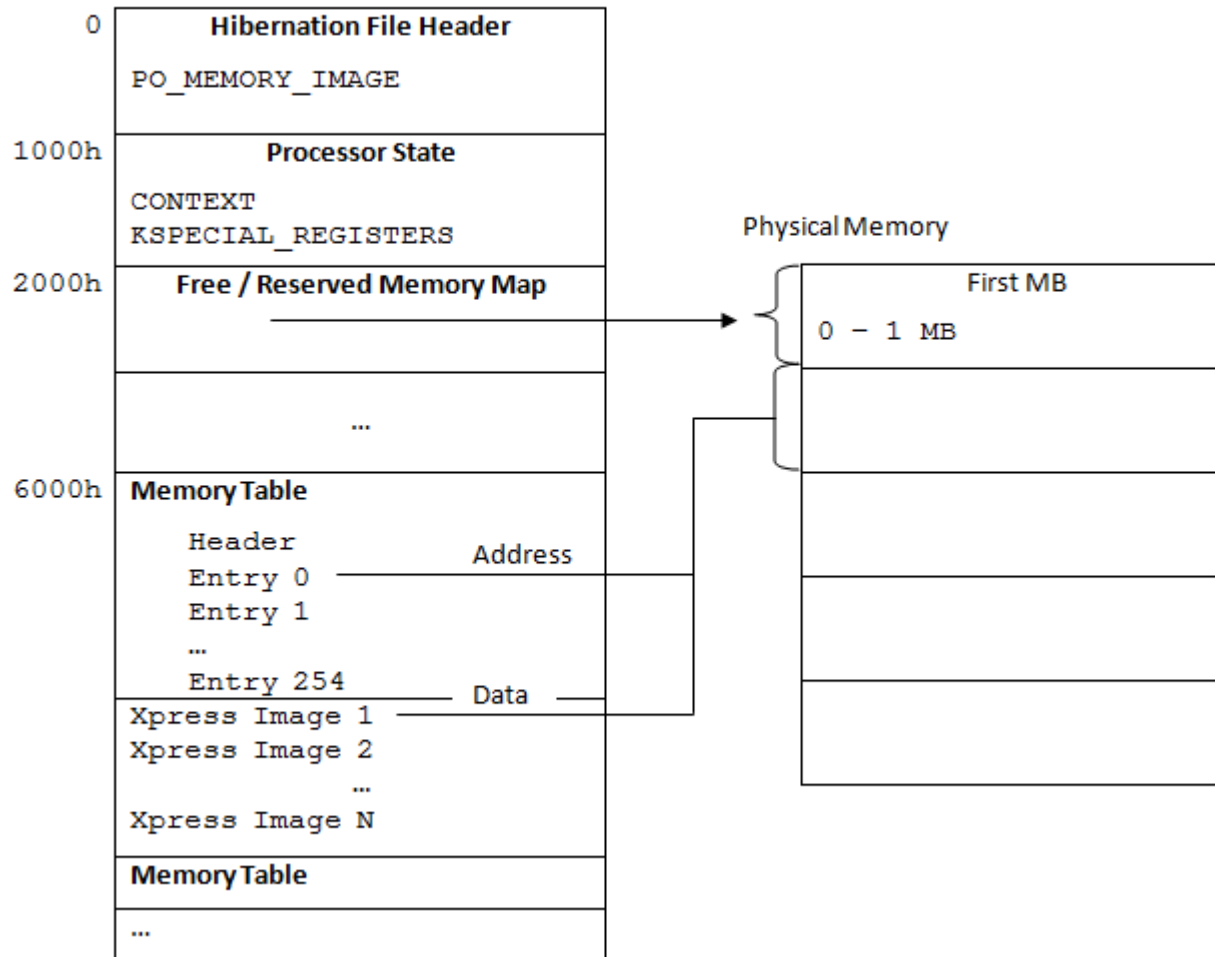 0
Hibernation File Header
PO_MEMORY_IMAGE
1000h
Processor State
CONTEXT
KSPECIAL_REGISTERS
2000h
Free / Reserved Memory Map
…
6000h
Memory Table
Header
Entry 0
Entry 1
…
Entry 254
Address
Data
Xpress Image 1
Xpress Image 2
…
Xpress Image N
Memory Table
…
Physical Memory
First MB
0 – 1 MB